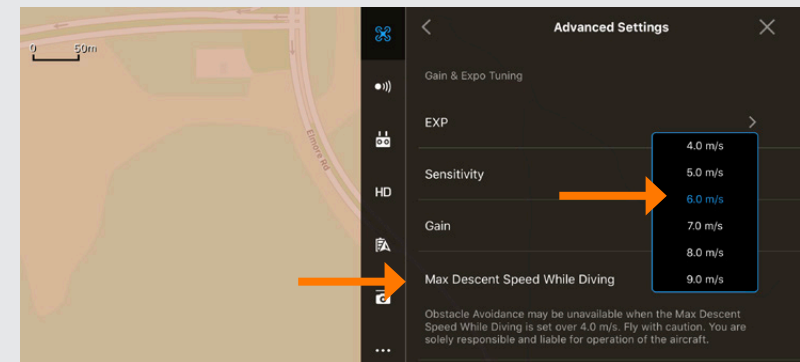 0 50m
Elmore Rd
HD
Advanced Settings
Gain & Expo Tuning
EXP
Sensitivity
Gain
Max Descent Speed While Diving
4.0 m/s
5.0 m/s
6.0 m/s
7.0 m/s
8.0 m/s
9.0 m/s
Obstacle Avoidance may be unavailable when the Max Descent
Speed While Diving is set over 4.0 m/s. Fly with caution. You are
solely responsible and liable for operation of the aircraft.